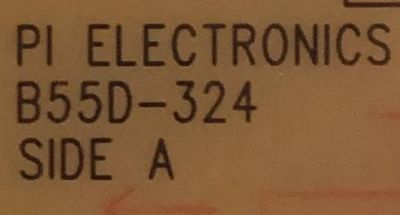 PI ELECTRONICS
B55D-324
SIDE A